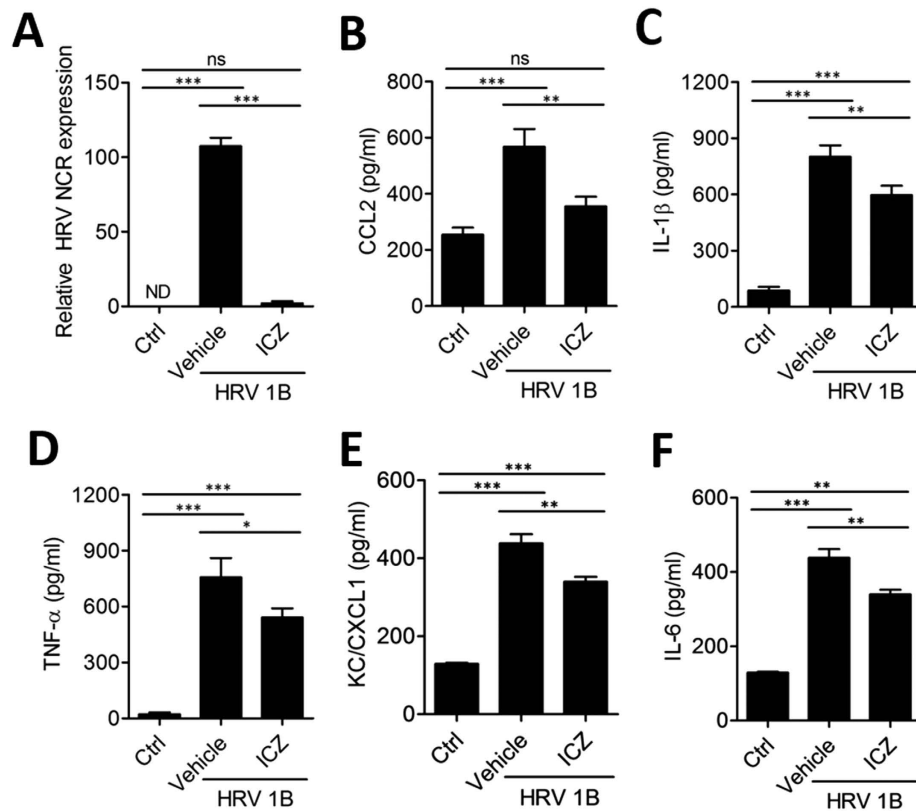 A
ns
***
***
Relative HRV NCR expression
150
100
50
0
ND
Ctrl
Vehicle
ICZ
HRV 1B
B
ns
***
**
CCL2 (pg/ml)
800
600
400
200
0
Ctrl
Vehicle
ICZ
HRV 1B
C
***
***
**
IL-1β (pg/ml)
1200
900
600
300
0
Ctrl
Vehicle
ICZ
HRV 1B
D
***
***
*
TNF-α (pg/ml)
1200
900
600
300
0
Ctrl
Vehicle
ICZ
HRV 1B
E
***
***
**
KC/CXCL1 (pg/ml)
600
400
200
0
Ctrl
Vehicle
ICZ
HRV 1B
F
**
***
**
IL-6 (pg/ml)
600
400
200
0
Ctrl
Vehicle
ICZ
HRV 1B